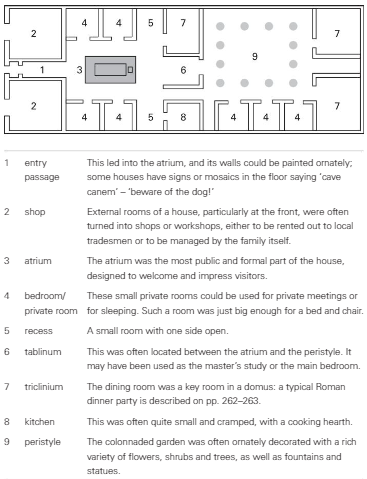 4 4 5 7
2 7
9
1 3 6
2 7
4 4 5 8 4 4 4
1 entry passage This led into the atrium, and its walls could be painted ornately;
some houses have signs or mosaics in the floor saying ‘cave
canem’ – ‘beware of the dog!’
2 shop External rooms of a house, particularly at the front, were often
turned into shops or workshops, either to be rented out to local
tradesmen or to be managed by the family itself.
3 atrium The atrium was the most public and formal part of the house,
designed to welcome and impress visitors.
4 bedroom/ private room These small private rooms could be used for private meetings or
for sleeping. Such a room was just big enough for a bed and chair.
5 recess A small room with one side open.
6 tablinum This was often located between the atrium and the peristyle. It
may have been used as the master’s study or the main bedroom.
7 triclinium The dining room was a key room in a domus: a typical Roman
dinner party is described on pp. 262–263.
8 kitchen This was often quite small and cramped, with a cooking hearth.
9 peristyle The colonnaded garden was often ornately decorated with a rich
variety of flowers, shrubs and trees, as well as fountains and
statues.